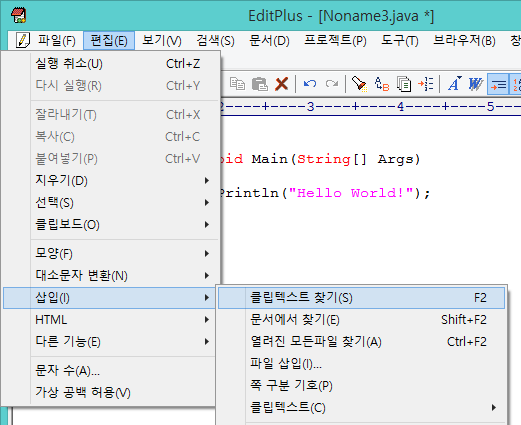 EditPlus - [Noname3.java *]
파일(F) 편집(E) 보기(V) 검색(S) 문서(D) 프로젝트(P) 도구(T) 브라우저(B) 창
실행 취소(U) Ctrl+Z
다시 실행(R) Ctrl+Y
잘라내기(T) Ctrl+X
복사(C) Ctrl+C
붙여넣기(P) Ctrl+V
지우기(D)
선택(S)
클립보드(O)
모양(F)
대소문자 변환(N)
삽입(I)
HTML
다른 기능(E)
문자 수(A)...
가상 공백 허용(V)
2----+----3----+----4----+----5-
oid Main(String[] Args)
Println("Hello World!");
클립텍스트 찾기(S) F2
문서에서 찾기(E) Shift+F2
열려진 모든파일 찾기(A) Ctrl+F2
파일 삽입(I)...
쪽 구분 기호(P)
클립텍스트(C)